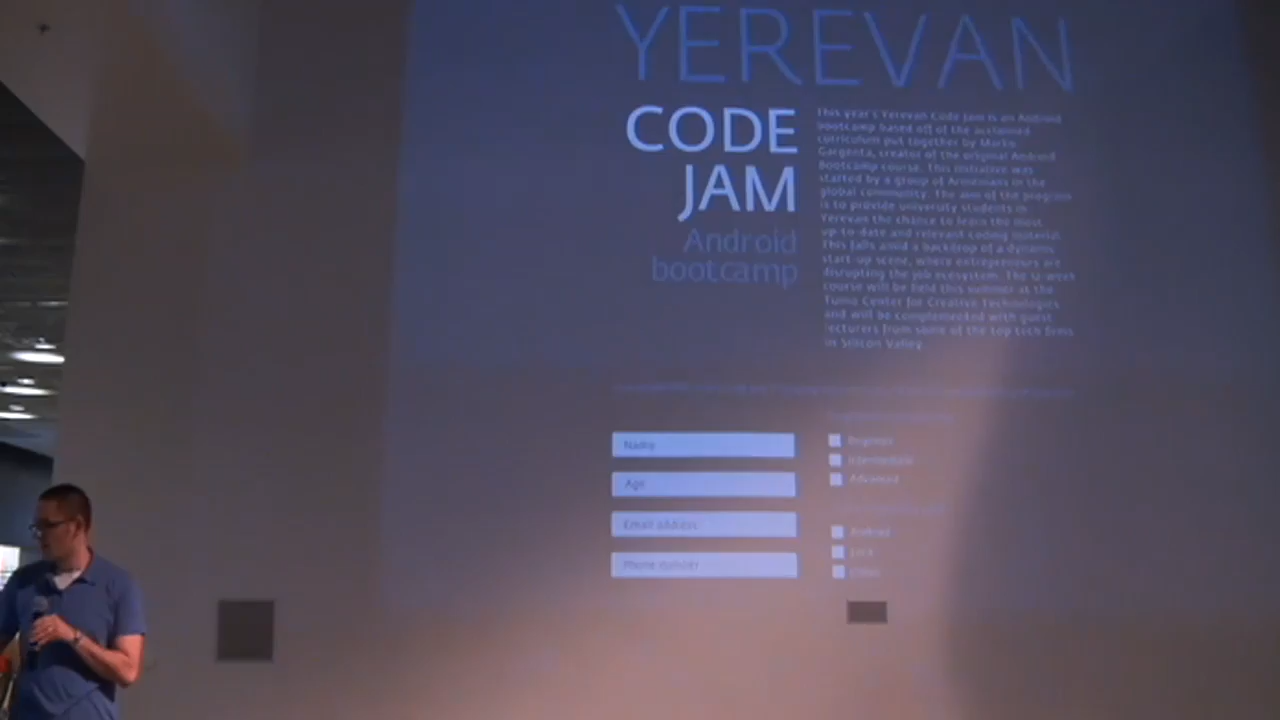 YEREVAN
CODE
JAM
Android
bootcamp
This year's Yerevan Code Jam is an Android
bootcamp based off of the acclaimed
curriculum put together by Marko
Gargenta, creator of the original Android
Bootcamp course. This initiative was
started by a group of Armenians in the
global community. The aim of the program
is to provide university students in
Yerevan the chance to learn the most
up-to-date and relevant coding material.
This falls amid a backdrop of a dynamic
start-up scene, where entrepreneurs are
disrupting the job ecosystem. The 12-week
course will be held this summer at the
Tumo Center for Creative Technologies
and will be complemented with guest
lecturers from some of the top tech firms
in Silicon Valley.
Name
Age
Email address
Phone number
Beginner
Intermediate
Advanced
Android
Java